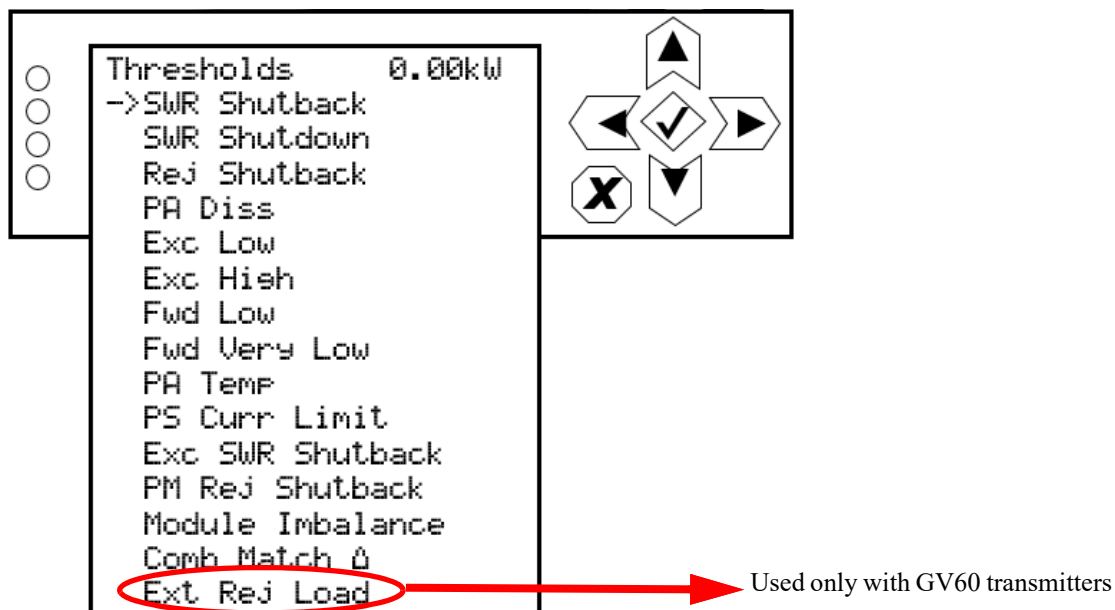 Thresholds 0.00kW
->SWR Shutback
SWR Shutdown
Rej Shutback
PA Diss
Exc Low
Exc High
Fwd Low
Fwd Very Low
PA Temp
PS Curr Limit
Exc SWR Shutback
PM Rej Shutback
Module Imbalance
Comb Match Δ
Ext Rej Load
Used only with GV60 transmitters
X